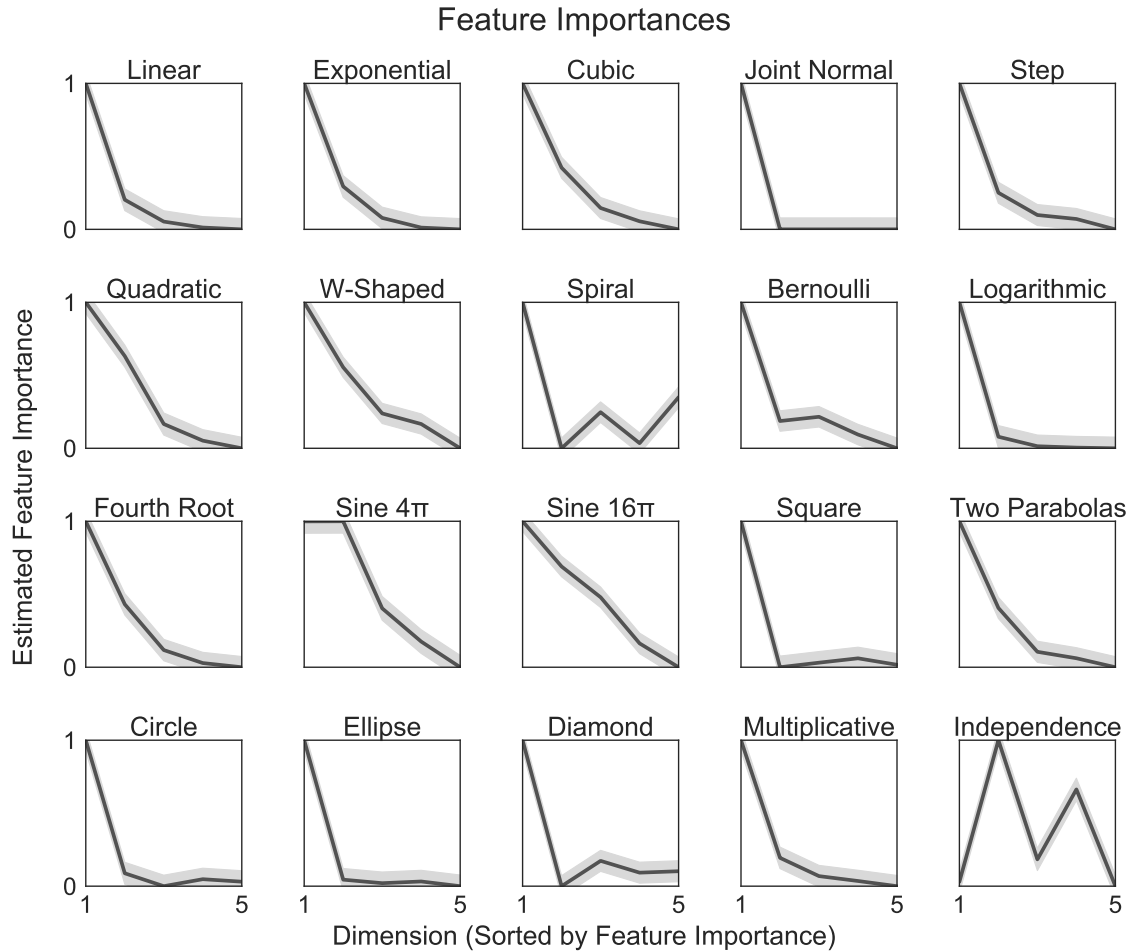 Feature Importances
Linear
Exponential
Cubic
Joint Normal
Step
1
0
Quadratic
W-Shaped
Spiral
Bernoulli
Logarithmic
1
0
Fourth Root
Sine 4π
Sine 16π
Square
Two Parabolas
1
0
Circle
Ellipse
Diamond
Multiplicative
Independence
1
0
1 5
1 5
1 5
1 5
1 5
Estimated Feature Importance
Dimension (Sorted by Feature Importance)